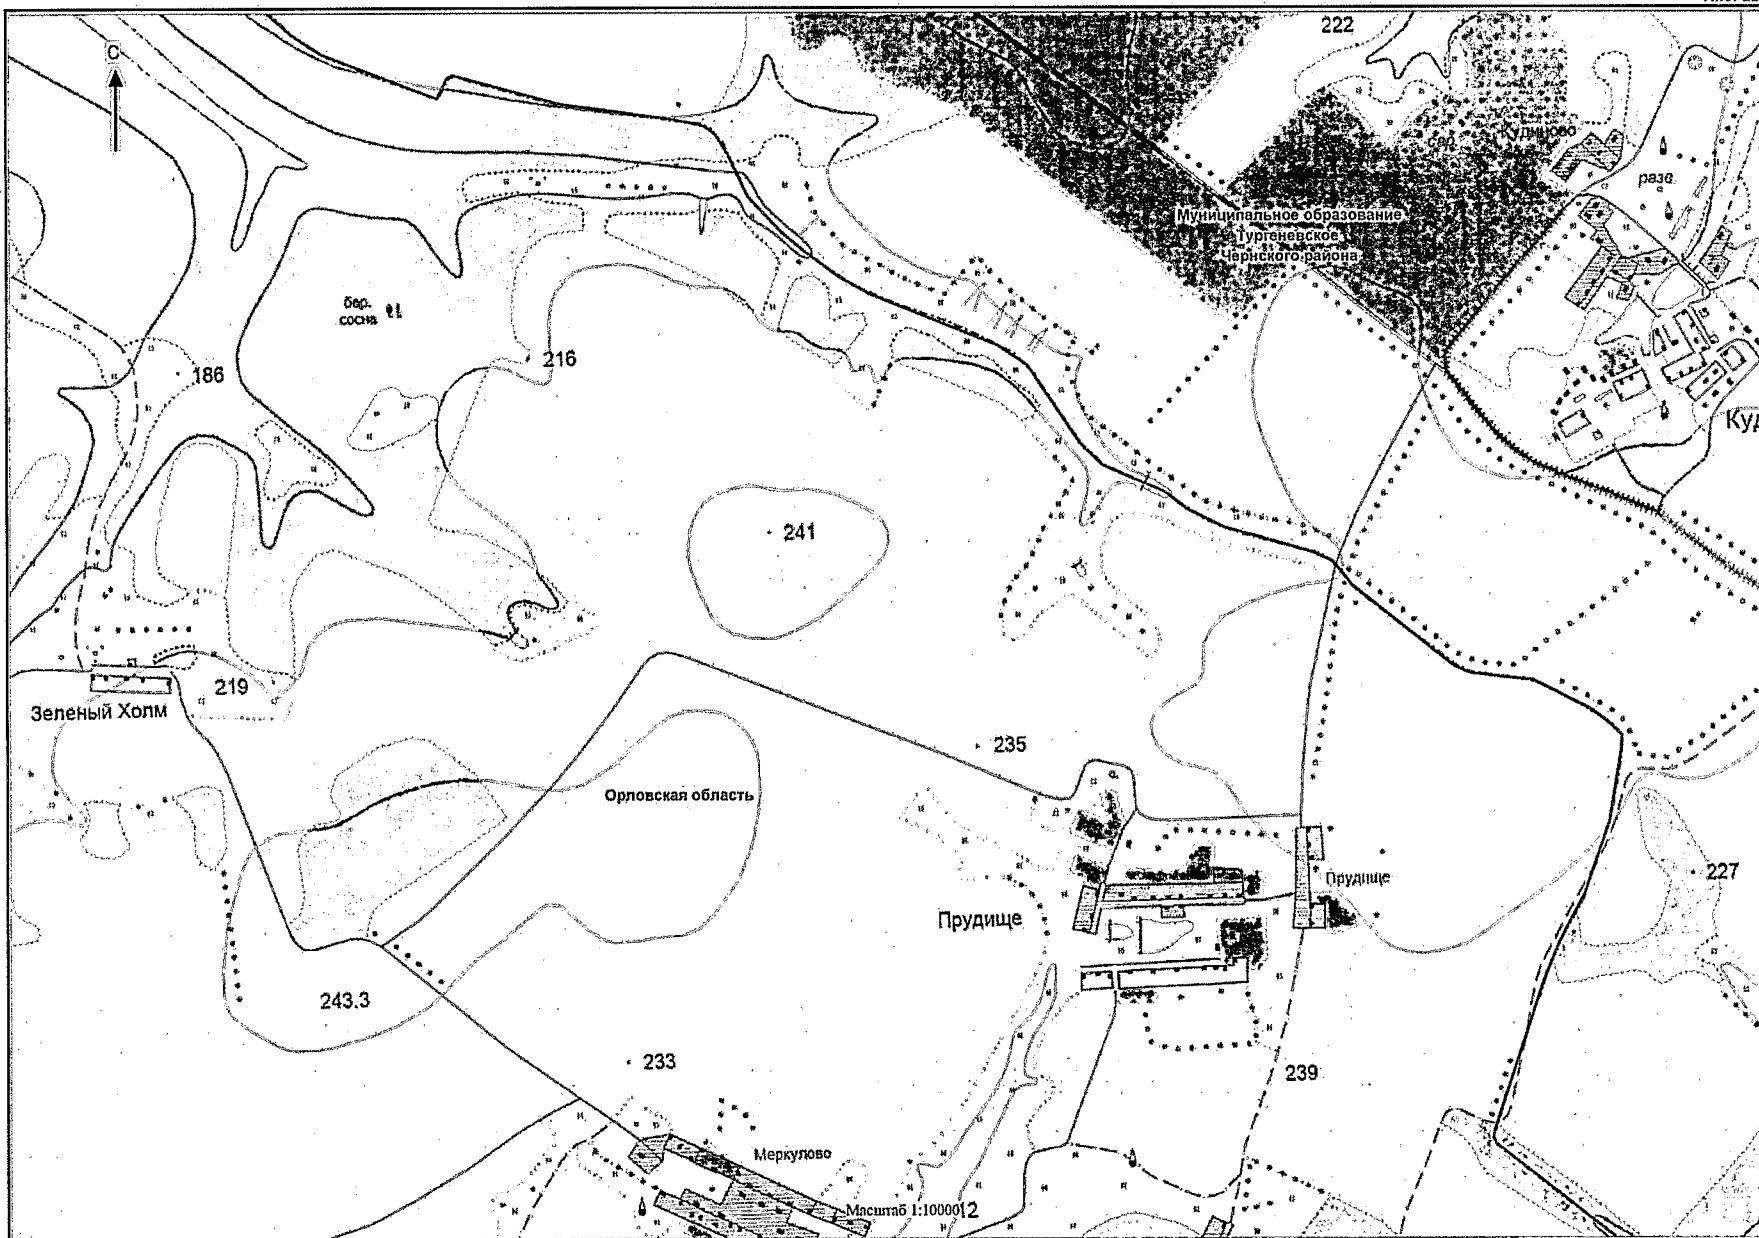 222
С
Кудиново
разв.
Муниципальное образование
Тургеневское
Чернского района
бер.
сосна
216
186
Куд
241
219
Зеленый Холм
235
Орловская область
227
Прудище
Прудище
243.3
233
239
Меркулово
Масштаб 1:10000